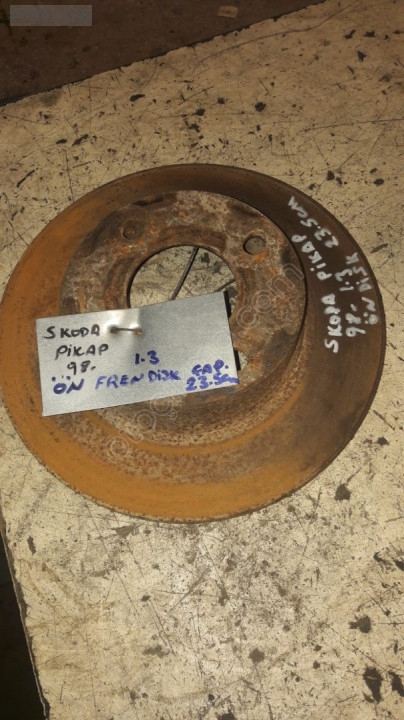 SKODA
PİKAP
98. 1.3
ÖN FREN DİSK ÇAP.
23.5cm
SKODA PİKAP
98. 1.3
ÖN DİSK 23.5cm